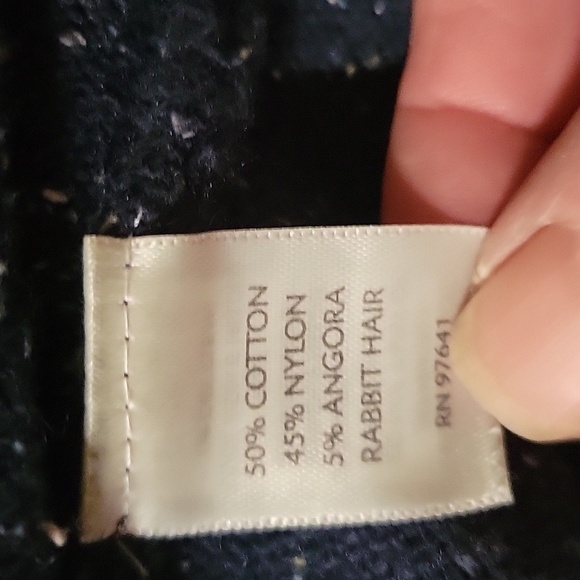 50% COTTON
45% NYLON
5% ANGORA
RABBIT HAIR
RN 97641